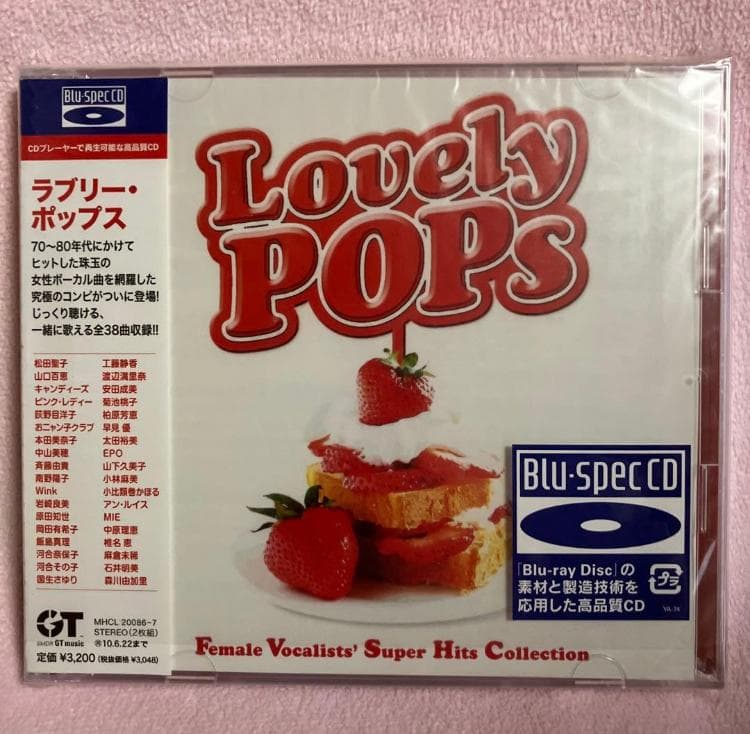 Blu-spec CD
CDプレーヤーで再生可能な高品質CD
ラブリー・
ポップス
70〜80年代にかけて
ヒットした珠玉の
女性ボーカル曲を網羅した
究極のコンピがついに登場!
じっくり聴ける、
一緒に歌える全38曲収録!!
松田聖子 工藤静香
山口百恵 渡辺満里奈
キャンディーズ 安田成美
ピンク・レディー 菊池桃子
荻野目洋子 柏原芳恵
おニャン子クラブ 早見 優
本田美奈子 太田裕美
中山美穂 EPO
斉藤由貴 山下久美子
南野陽子 小林麻美
Wink 小比類巻かほる
岩崎良美 アン・ルイス
原田知世 MIE
岡田有希子 中原理恵
飯島真理 椎名 恵
河合奈保子 麻倉未稀
河合その子 石井明美
国生さゆり 森川由加里
GT
SMDR GT music
MHCL 20086-7
STEREO(2枚組)
10.6.22まで
定価 ¥3,200 (税抜価格 ¥3,048)
Lovely
POPS
Blu-spec CD
「Blu-ray Disc」の
素材と製造技術を
応用した高品質CD
プラ
Female Vocalists' Super Hits Collection